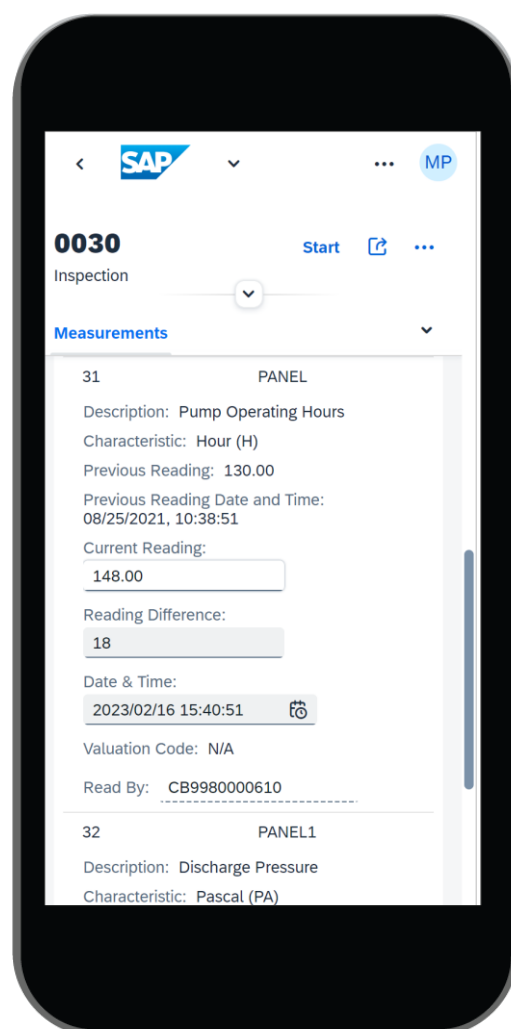 SAP
MP
0030
Start
Inspection
Measurements
31 PANEL
Description: Pump Operating Hours
Characteristic: Hour (H)
Previous Reading: 130.00
Previous Reading Date and Time:
08/25/2021, 10:38:51
Current Reading:
148.00
Reading Difference:
18
Date & Time:
2023/02/16 15:40:51
Valuation Code: N/A
Read By: CB9980000610
32 PANEL1
Description: Discharge Pressure
Characteristic: Pascal (PA)